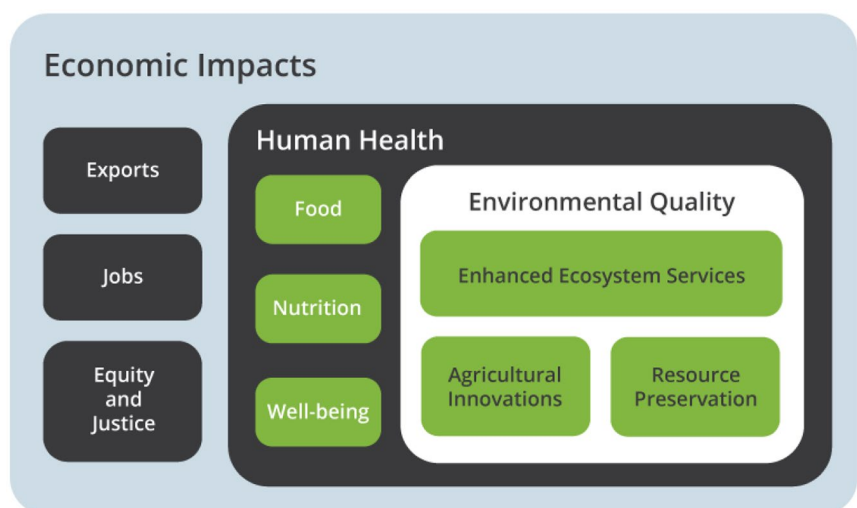 Economic Impacts
Exports
Jobs
Equity
and
Justice
Human Health
Food
Nutrition
Well-being
Environmental Quality
Enhanced Ecosystem Services
Agricultural
Innovations
Resource
Preservation